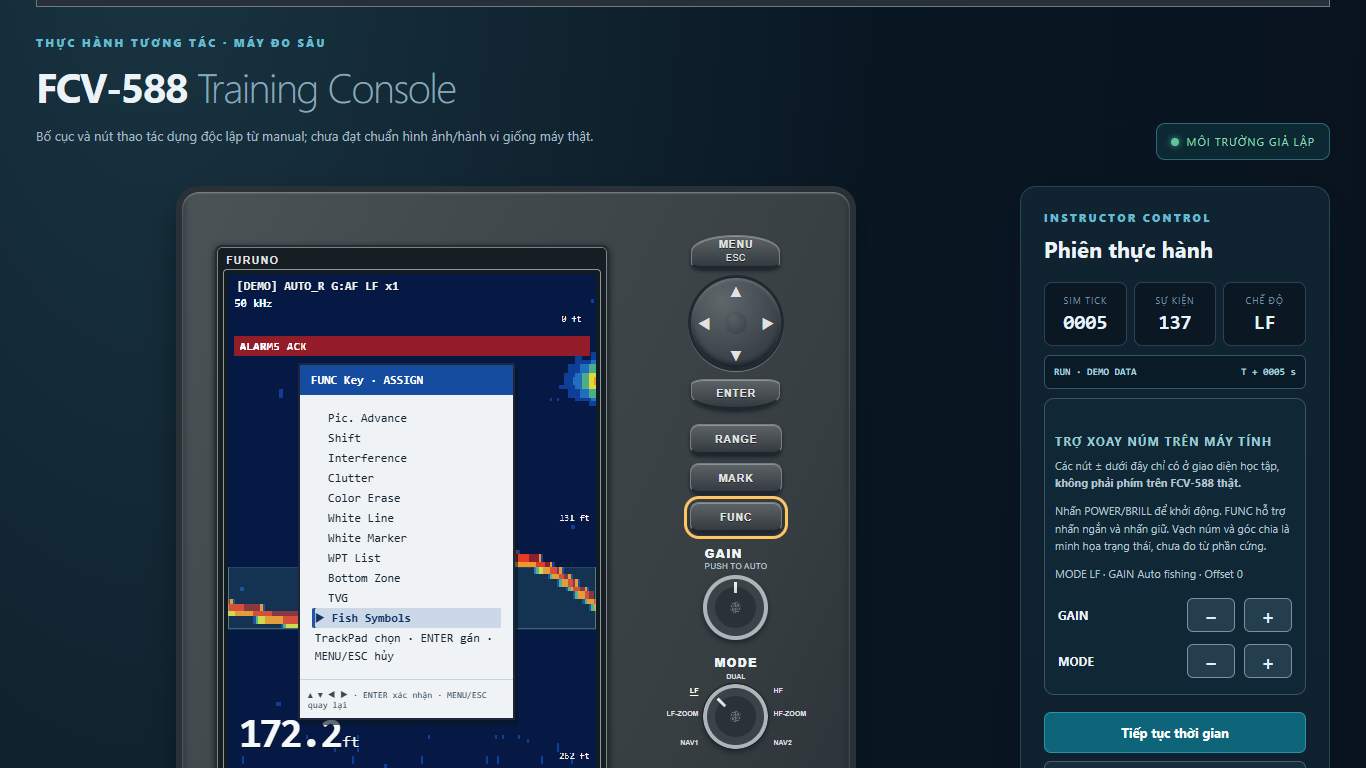 THỰC HÀNH TƯƠNG TÁC · MÁY ĐO SÂU
FCV-588 Training Console
Bố cục và nút thao tác dựng độc lập từ manual; chưa đạt chuẩn hình ảnh/hành vi giống máy thật.
MÔI TRƯỜNG GIẢ LẬP
FURUNO
[DEMO] AUTO_R G:AF LF x1
50 kHz
0 ft
ALARMS ACK
FUNC Key · ASSIGN
Pic. Advance
Shift
Interference
Clutter
Color Erase
White Line
White Marker
WPT List
Bottom Zone
TVG
▶ Fish Symbols
TrackPad chọn · ENTER gán ·
MENU/ESC hủy
▲ ▼ ◀ ▶ · ENTER xác nhận · MENU/ESC
quay lại
131 ft
172.2ft
262 ft
MENU
ESC
▲
◀ ▶
▼
ENTER
RANGE
MARK
FUNC
GAIN
PUSH TO AUTO
MODE
DUAL
LF HF
LF-ZOOM HF-ZOOM
NAV1 NAV2
INSTRUCTOR CONTROL
Phiên thực hành
SIM TICK
0005
SỰ KIỆN
137
CHẾ ĐỘ
LF
RUN · DEMO DATA T + 0005 s
TRỢ XOAY NÚM TRÊN MÁY TÍNH
Các nút ± dưới đây chỉ có ở giao diện học tập,
không phải phím trên FCV-588 thật.
Nhấn POWER/BRILL để khởi động. FUNC hỗ trợ
nhấn ngắn và nhấn giữ. Vạch núm và góc chia là
minh họa trạng thái, chưa đo từ phần cứng.
MODE LF · GAIN Auto fishing · Offset 0
GAIN − +
MODE − +
Tiếp tục thời gian